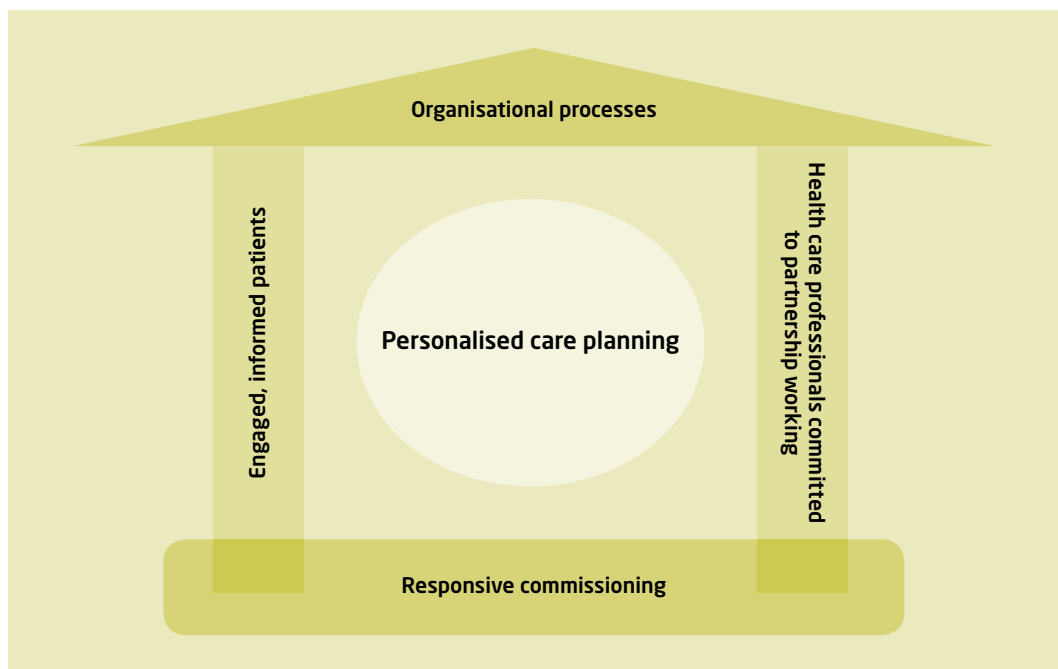 Organisational processes
Engaged, informed patients
Personalised care planning
Health care professionals committed
to partnership working
Responsive commissioning